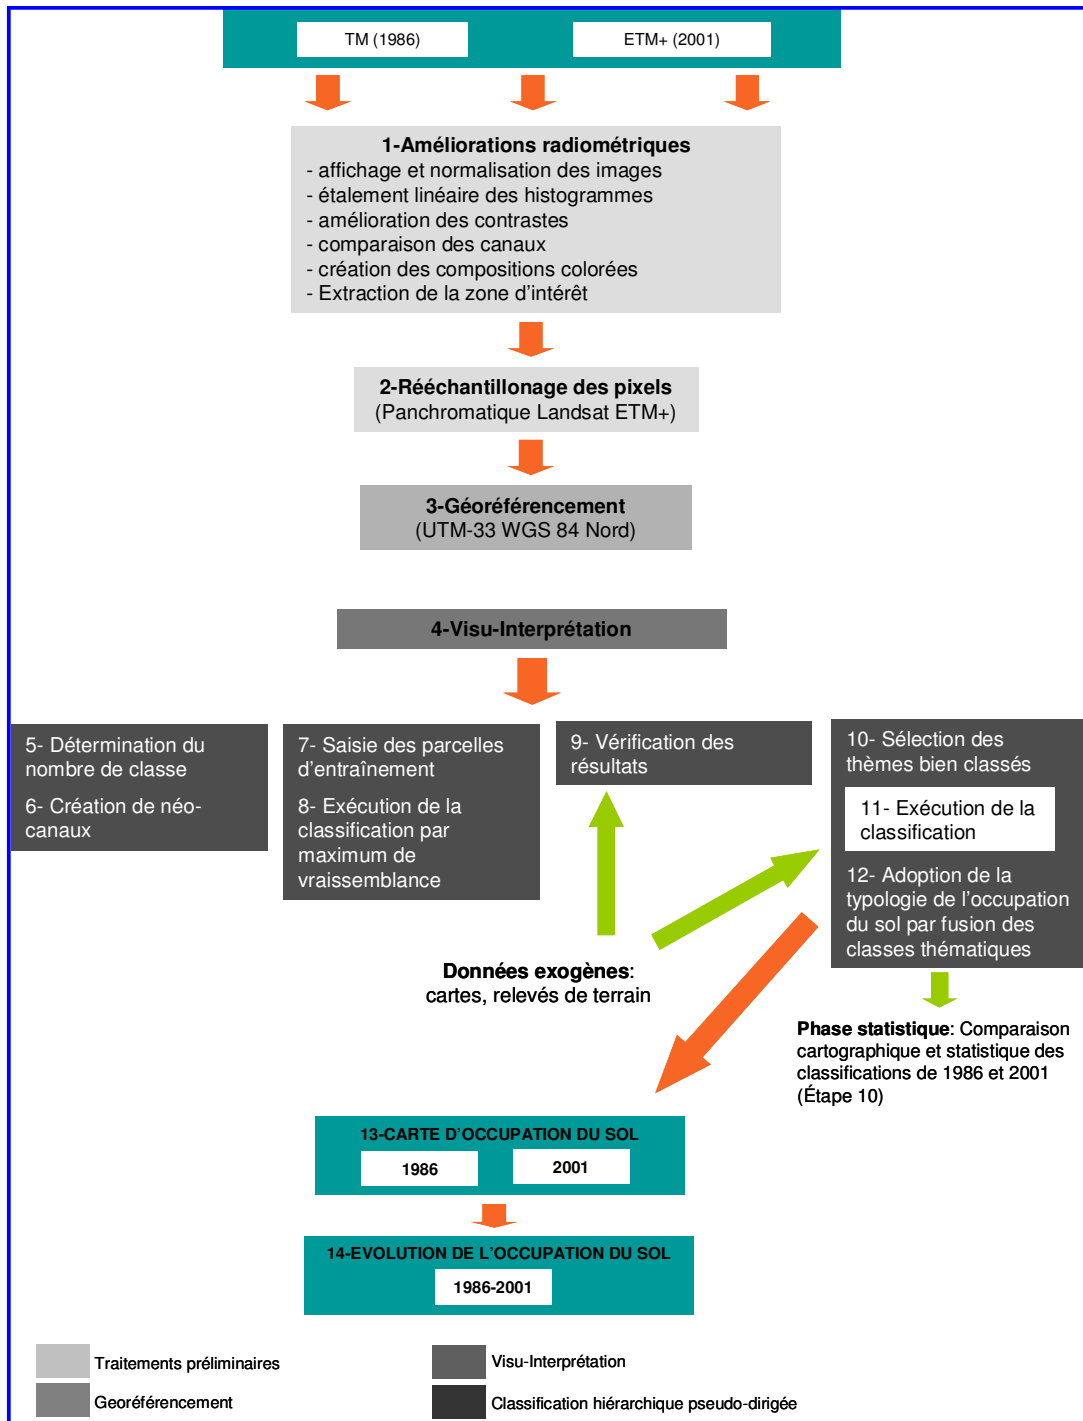 TM (1986)
ETM+ (2001)
1-Améliorations radiométriques
- affichage et normalisation des images
- étalement linéaire des histogrammes
- amélioration des contrastes
- comparaison des canaux
- création des compositions colorées
- Extraction de la zone d'intérêt
2-Rééchantillonage des pixels
(Panchromatique Landsat ETM+)
3-Géoréférencement
(UTM-33 WGS 84 Nord)
4-Visu-Interprétation
5- Détermination du
nombre de classe
6- Création de néo-
canaux
7- Saisie des parcelles
d'entraînement
8- Exécution de la
classification par
maximum de
vraissemblance
9- Vérification des
résultats
10- Sélection des
thèmes bien classés
11- Exécution de la
classification
12- Adoption de la
typologie de l'occupation
du sol par fusion des
classes thématiques
Données exogènes:
cartes, relevés de terrain
Phase statistique: Comparaison
cartographique et statistique des
classifications de 1986 et 2001
(Étape 10)
13-CARTE D'OCCUPATION DU SOL
1986
2001
14-EVOLUTION DE L'OCCUPATION DU SOL
1986-2001
Traitements préliminaires
Georéférencement
Visu-Interprétation
Classification hiérarchique pseudo-dirigée